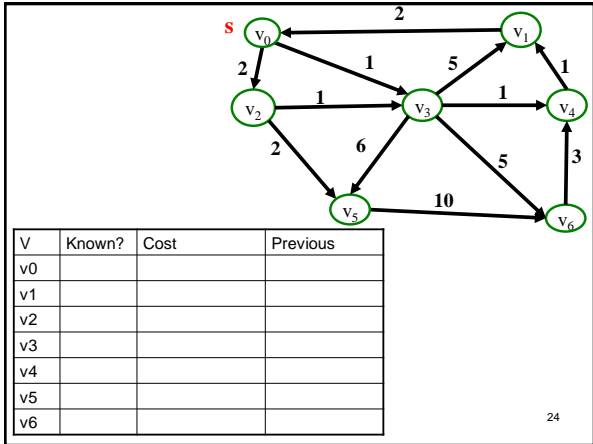 2
s v₀ v₁
2 1 5 1
v₂ 1 v₃ 1 v₄
2 6 5 3
v₅ 10 v₆
V Known? Cost Previous
v0
v1
v2
v3
v4
v5
v6
24